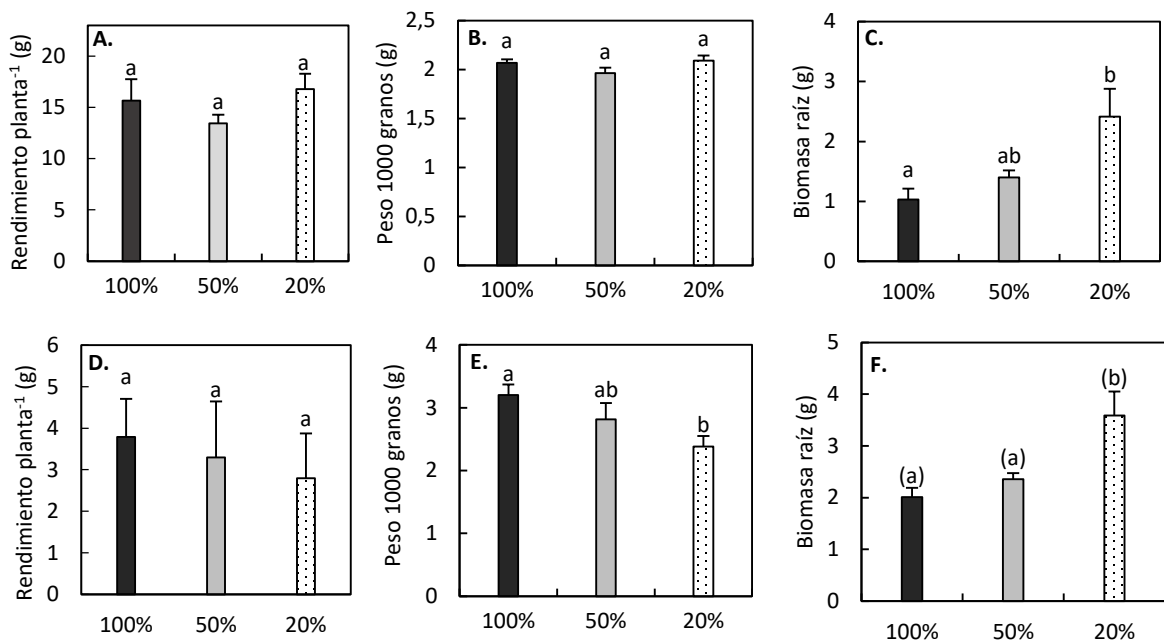 A.
Rendimiento planta⁻¹ (g)
20
15
10
5
0
a
a
a
100%
50%
20%
B.
Peso 1000 granos (g)
2,5
2
1,5
1
0,5
0
a
a
a
100%
50%
20%
C.
Biomasa raíz (g)
4
3
2
1
0
a
ab
b
100%
50%
20%
D.
Rendimiento planta⁻¹ (g)
6
5
4
3
2
1
0
a
a
a
100%
50%
20%
E.
Peso 1000 granos (g)
4
3
2
1
0
a
ab
b
100%
50%
20%
F.
Biomasa raíz (g)
5
4
3
2
1
0
(a)
(a)
(b)
100%
50%
20%